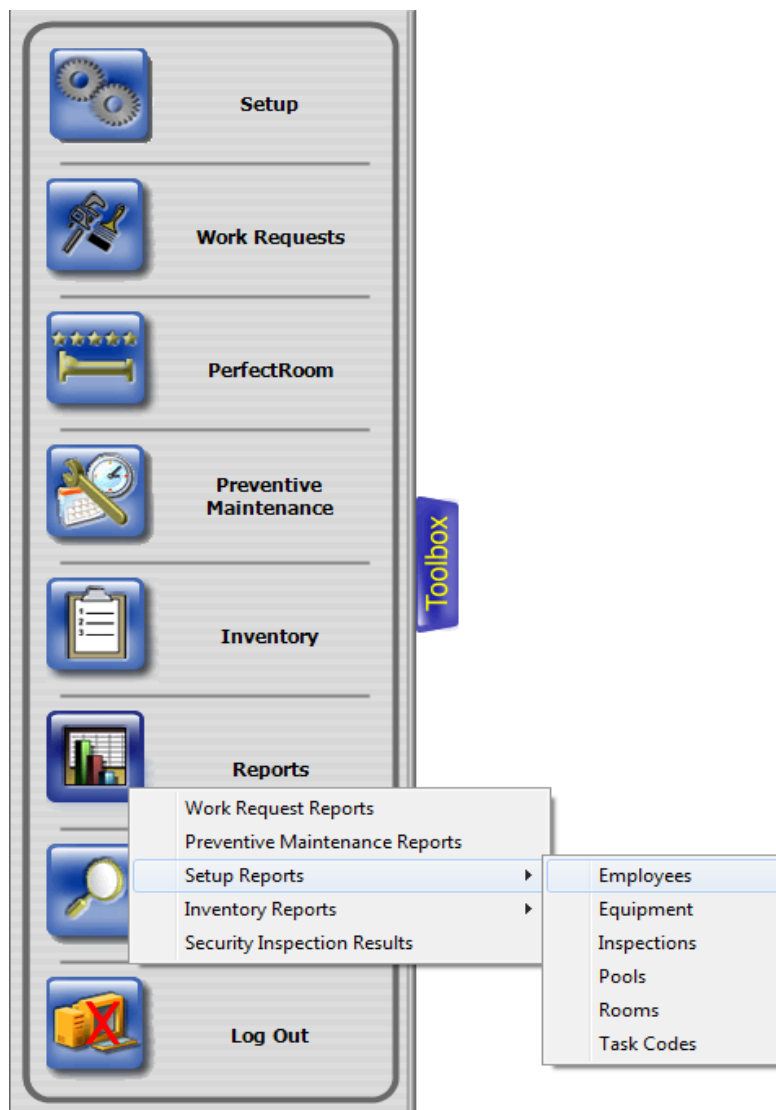 Setup
Work Requests
PerfectRoom
Preventive
Maintenance
Toolbox
Inventory
Reports
Work Request Reports
Preventive Maintenance Reports
Setup Reports
Inventory Reports
Security Inspection Results
Employees
Equipment
Inspections
Pools
Rooms
Task Codes
Log Out